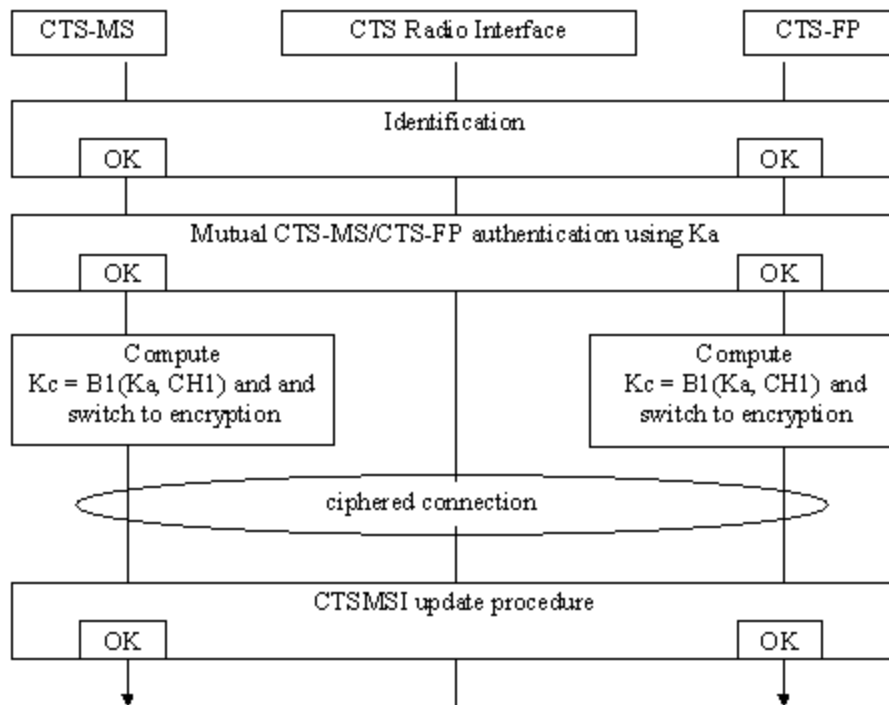 CTS-MS
CTS Radio Interface
CTS-FP
Identification
OK
OK
Mutual CTS-MS/CTS-FP authentication using Ka
OK
OK
Compute
Kc = B1(Ka, CH1) and and
switch to encryption
Compute
Kc = B1(Ka, CH1) and
switch to encryption
ciphered connection
CTSMSI update procedure
OK
OK